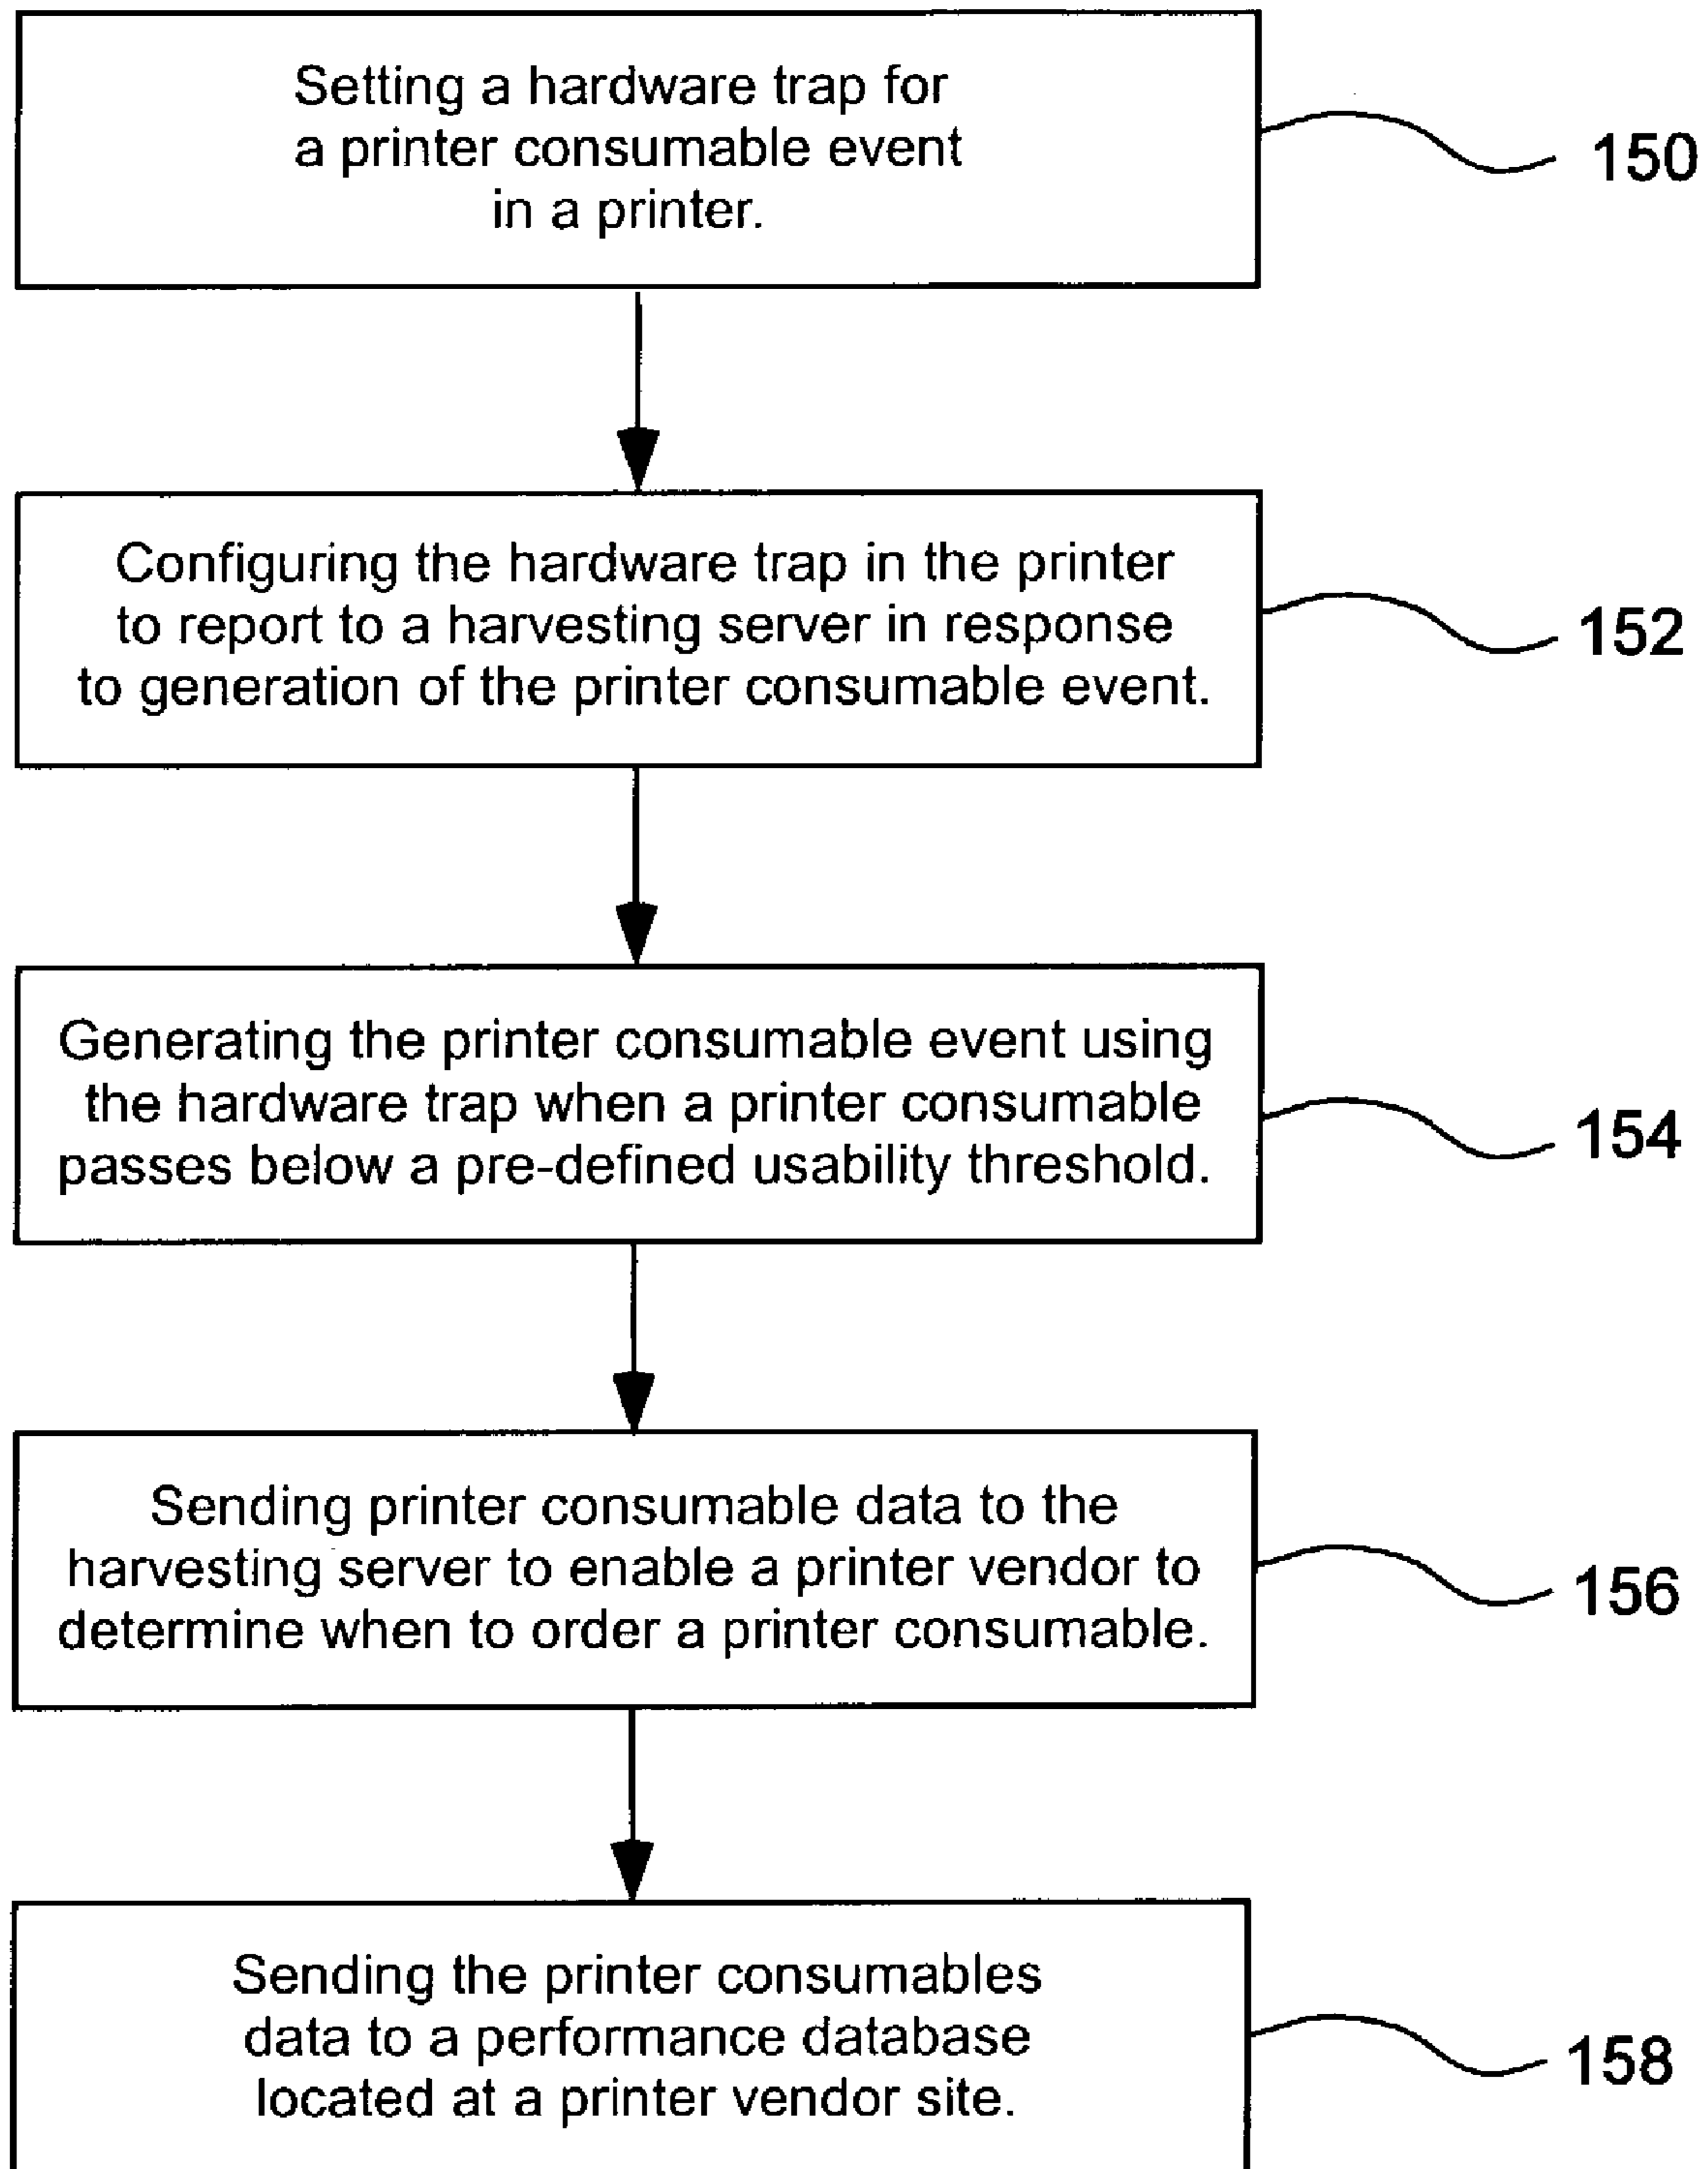 Setting a hardware trap for
a printer consumable event
in a printer.
150
Configuring the hardware trap in the printer
to report to a harvesting server in response
to generation of the printer consumable event.
152
Generating the printer consumable event using
the hardware trap when a printer consumable
passes below a pre-defined usability threshold.
154
Sending printer consumable data to the
harvesting server to enable a printer vendor to
determine when to order a printer consumable.
156
Sending the printer consumables
data to a performance database
located at a printer vendor site.
158